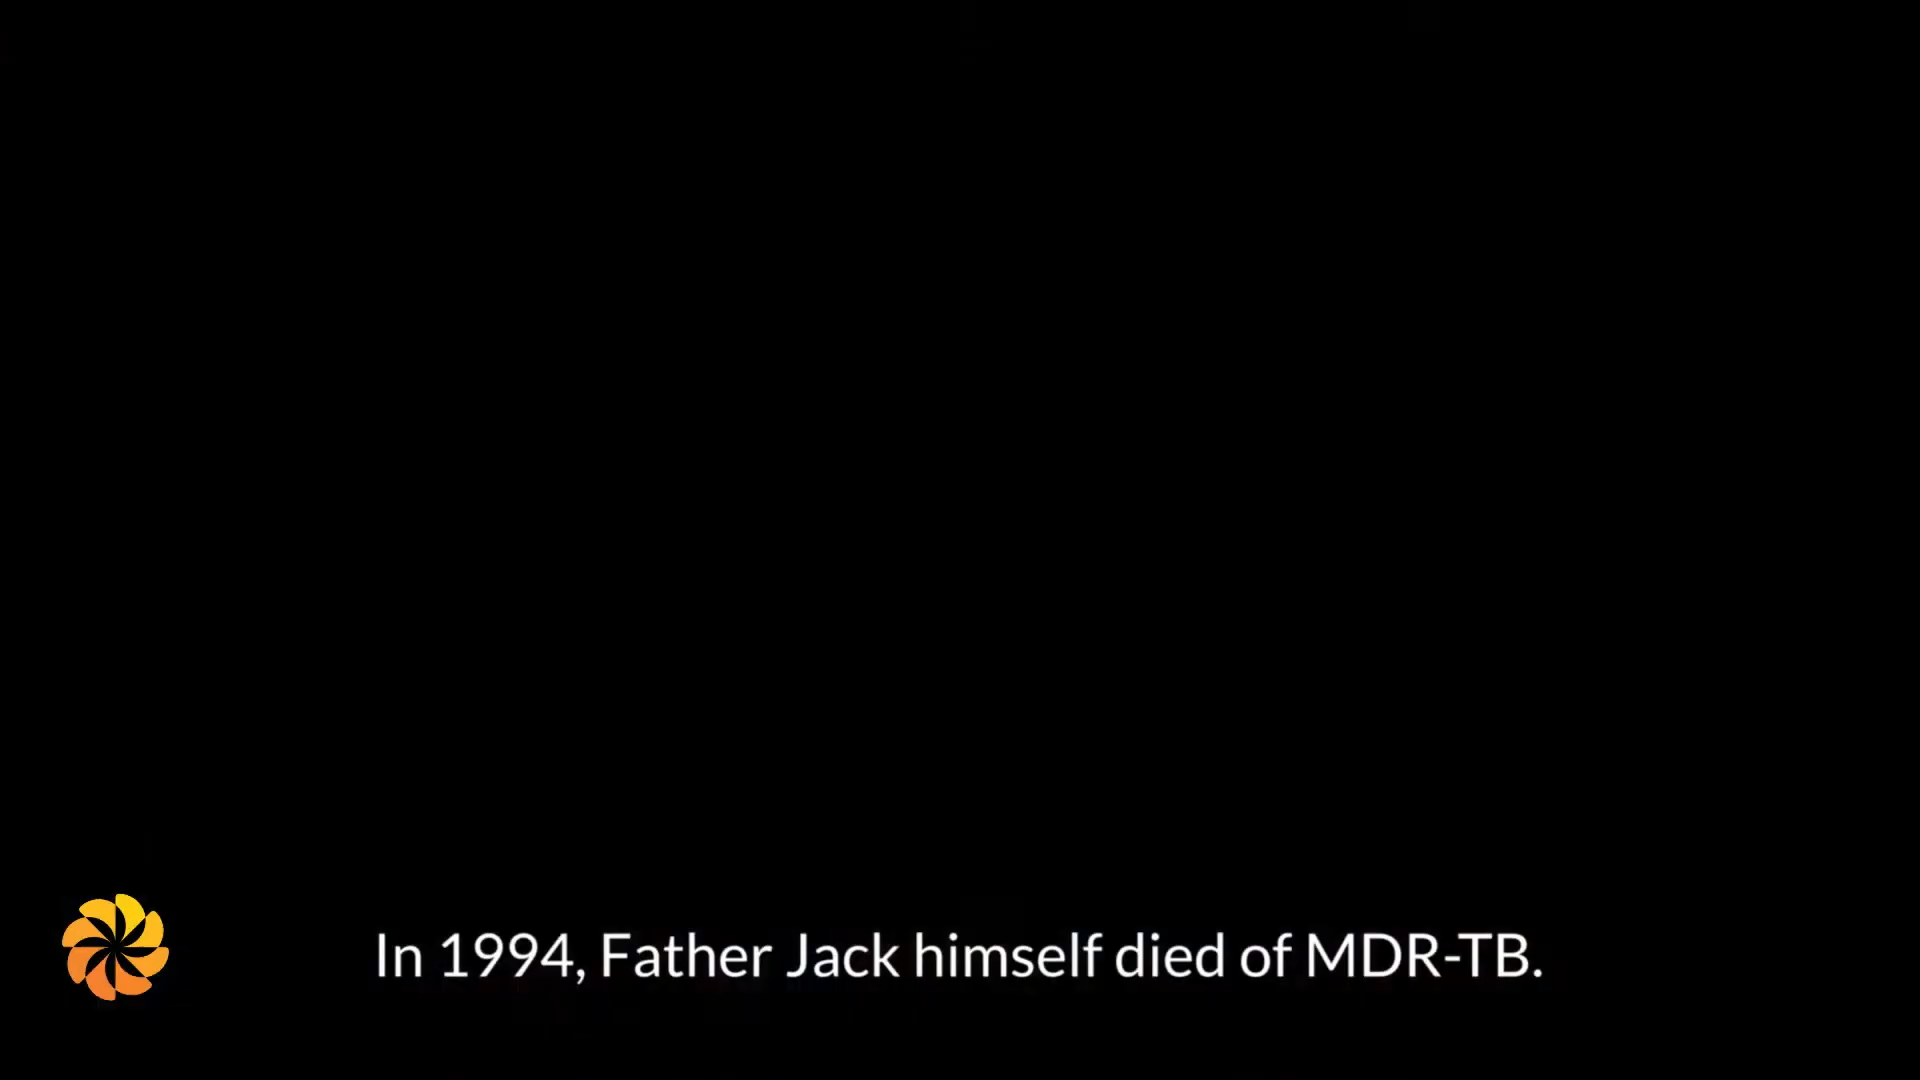 In 1994, Father Jack himself died of MDR-TB.